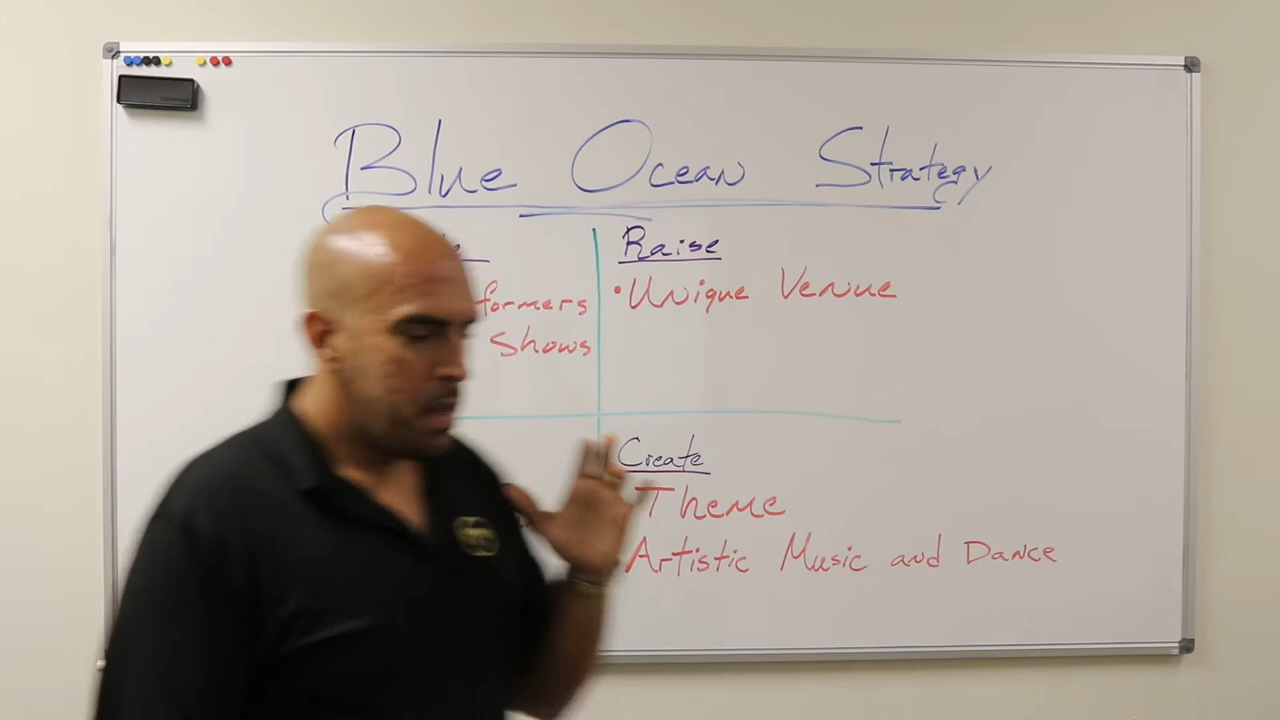 Blue Ocean Strategy
Raise
formers
• Unique Venue
Shows
Create
Theme
Artistic Music and Dance